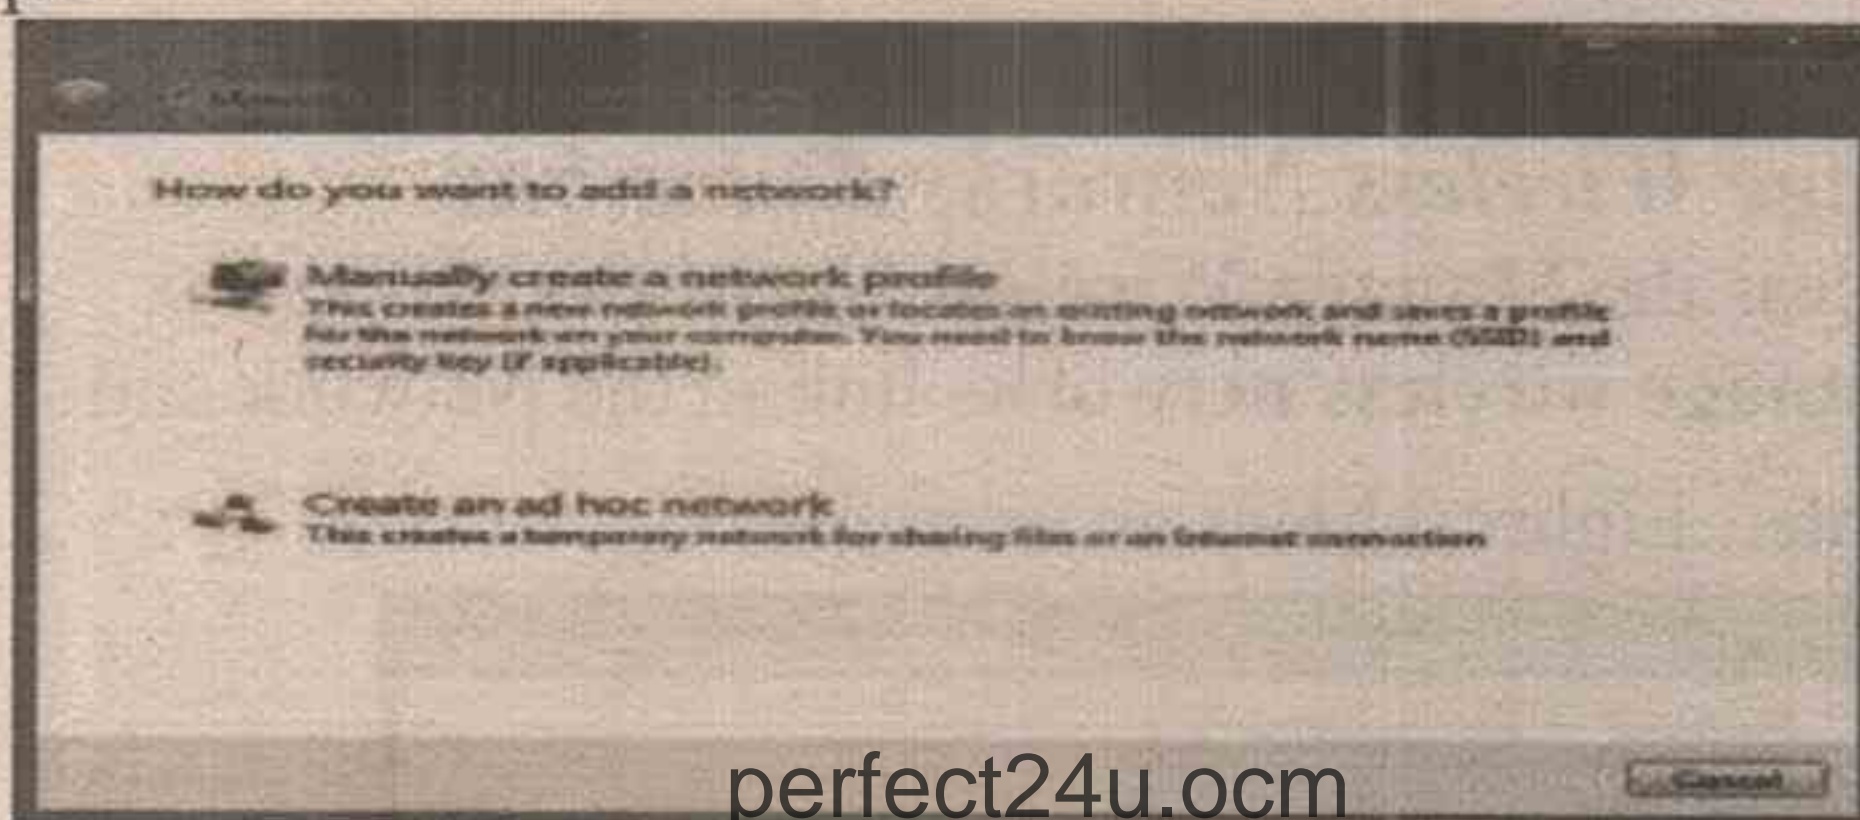 How do you want to add a network?
Manually create a network profile
This creates a new network profile or locates an existing network and saves a profile
for the network on your computer. You need to know the network name (SSID) and
security key (if applicable).
Create an ad hoc network
This creates a temporary network for sharing files or an Internet connection
Cancel
perfect24u.ocm